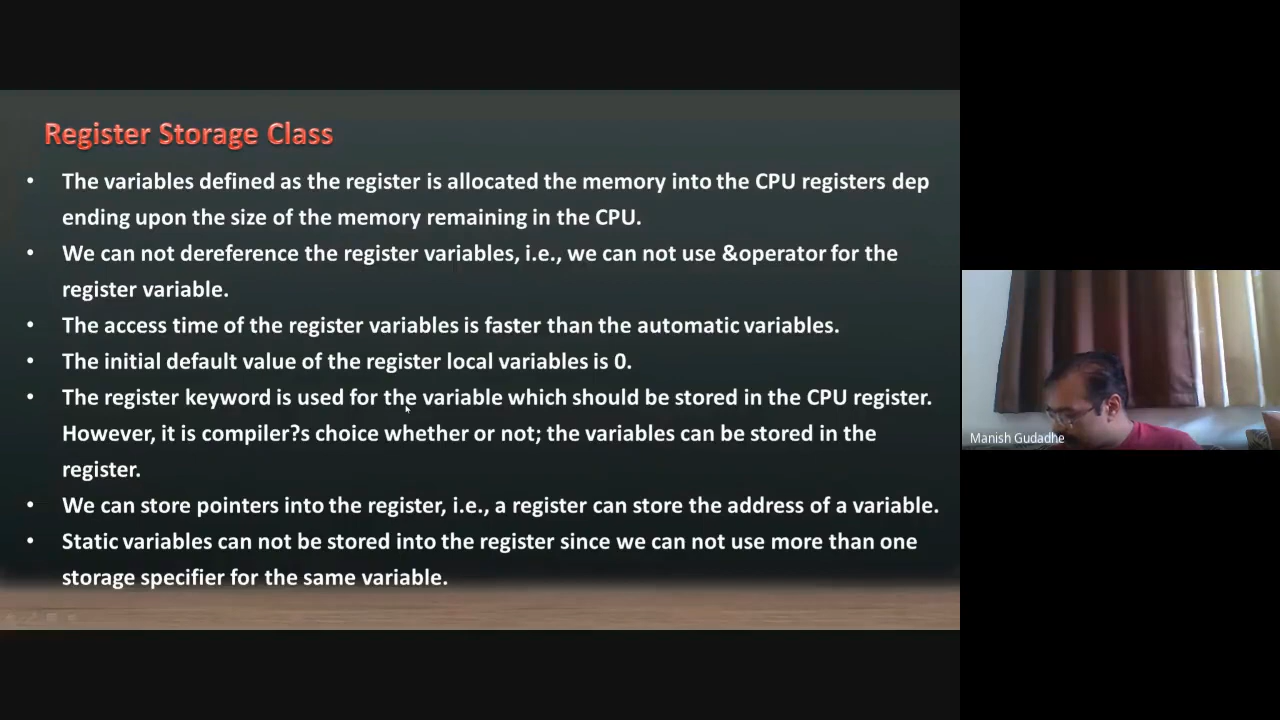 Register Storage Class
• The variables defined as the register is allocated the memory into the CPU registers dep
ending upon the size of the memory remaining in the CPU.
• We can not dereference the register variables, i.e., we can not use &operator for the
register variable.
• The access time of the register variables is faster than the automatic variables.
• The initial default value of the register local variables is 0.
• The register keyword is used for the variable which should be stored in the CPU register.
However, it is compiler?s choice whether or not; the variables can be stored in the
register.
• We can store pointers into the register, i.e., a register can store the address of a variable.
• Static variables can not be stored into the register since we can not use more than one
storage specifier for the same variable.
Manish Gudadhe